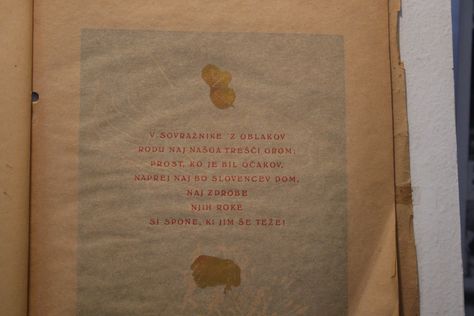 V SOVRAŽNIKE 'Z OBLAKOV
RODU NAJ NAŠGA TREŠČI GROM;
PROST, KO JE BIL OČAKOV,
NAPREJ NAJ BO SLOVENCEV DOM,
NAJ ZDROBE
NJIH ROKE
SI SPONE, KI JIM ŠE TEŽE!